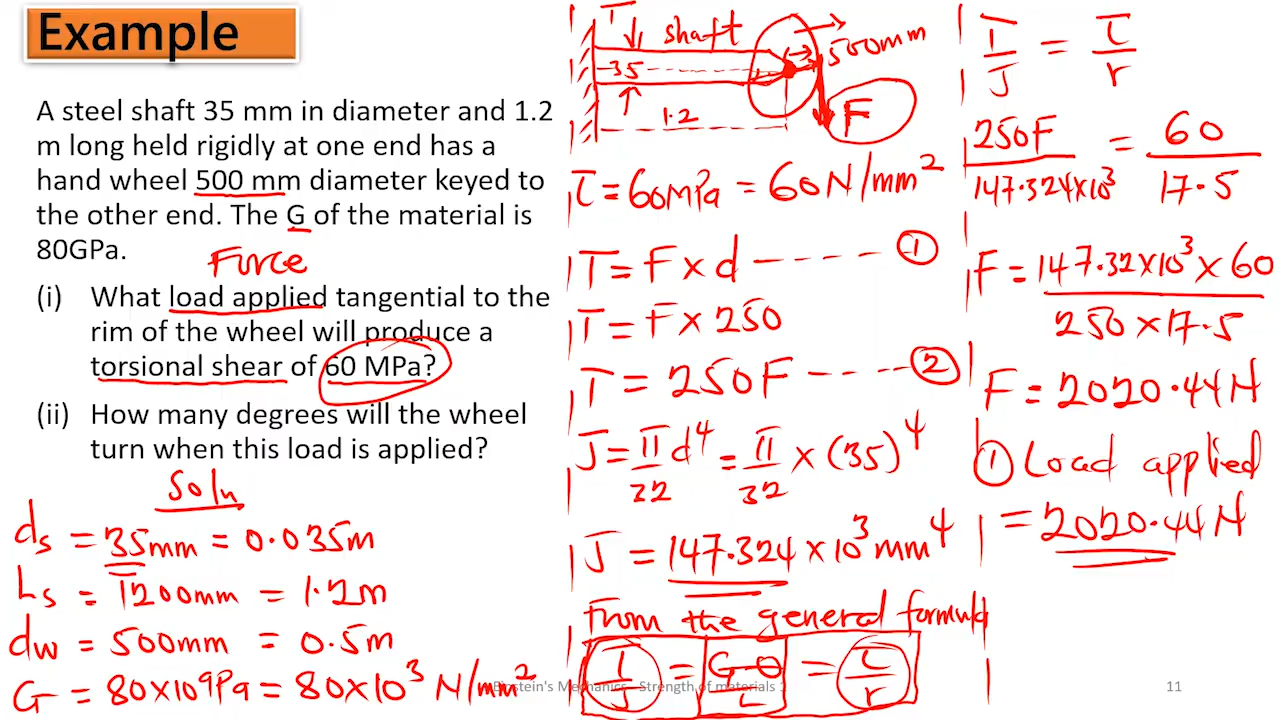 Example
A steel shaft 35 mm in diameter and 1.2
m long held rigidly at one end has a
hand wheel 500 mm diameter keyed to
the other end. The G of the material is
80GPa.
Force
(i) What load applied tangential to the
rim of the wheel will produce a
torsional shear of 60 MPa?
(ii) How many degrees will the wheel
turn when this load is applied?
Soln
ds = 35mm = 0.035m
Ls = 1200mm = 1.2m
dw = 500mm = 0.5m
G = 80×10⁹Pa = 80×10³ N/mm²
T
shaft
35
500mm
1.2
F
τ = 60MPa = 60N/mm²
T = F × d ---- ①
T = F × 250
T = 250F ---- ②
J = π/32 d⁴ = π/32 × (35)⁴
J = 147.324 × 10³ mm⁴
From the general formula
T/J = Gθ/L = τ/r
T/J = τ/r
250F/147.324×10³ = 60/17.5
F = 147.32×10³ × 60 / 250 × 17.5
F = 2020.44N
① Load applied
= 2020.44N
Einstein's Mechanics - Strength of materials 1
11